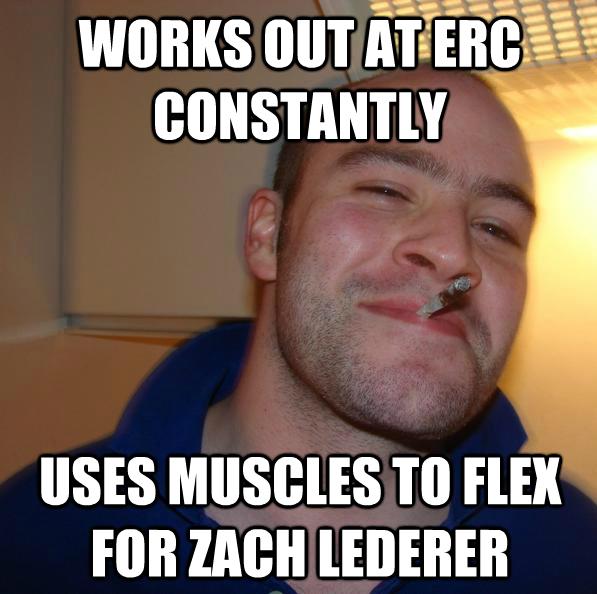 WORKS OUT AT ERC
CONSTANTLY
USES MUSCLES TO FLEX
FOR ZACH LEDERER